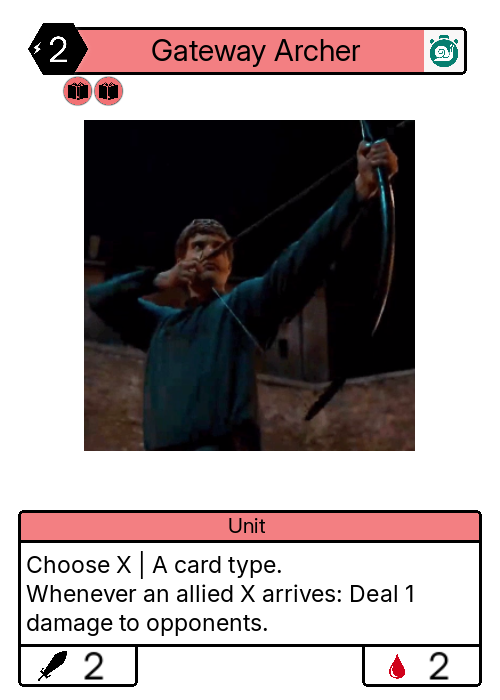 2
Gateway Archer
Unit
Choose X | A card type.
Whenever an allied X arrives: Deal 1
damage to opponents.
2
2